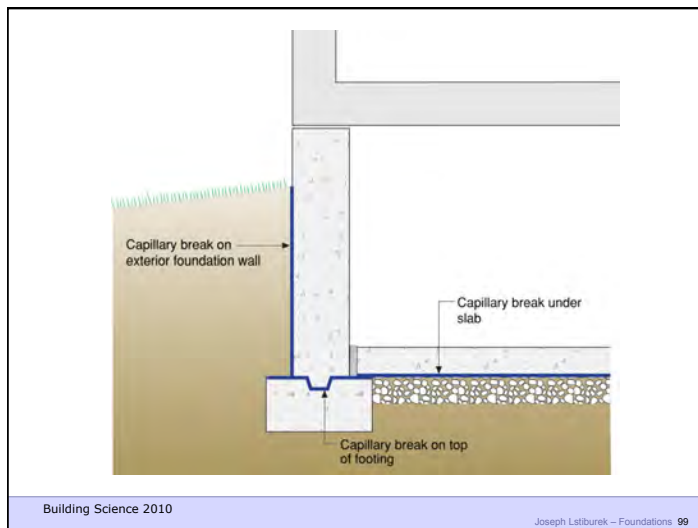 Capillary break on
exterior foundation wall
Capillary break under
slab
Capillary break on top
of footing
Building Science 2010
Joseph Lstiburek – Foundations 99